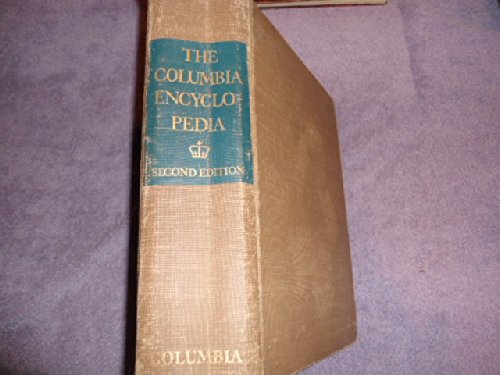 THE
COLUMBIA
ENCYCLO-
PEDIA
SECOND EDITION
COLUMBIA